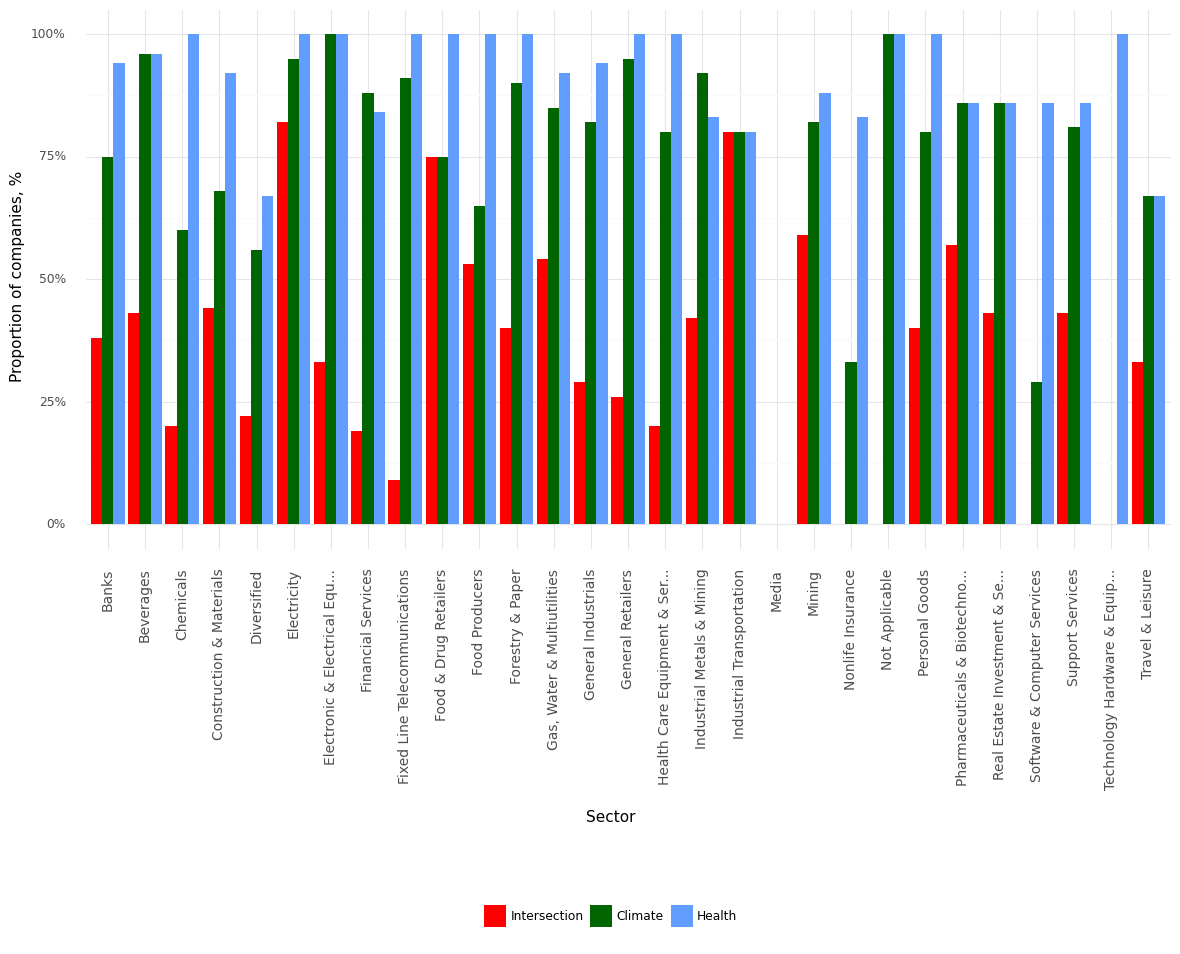 Proportion of companies, %
100%
75%
50%
25%
0%
Banks
Beverages
Chemicals
Construction & Materials
Diversified
Electricity
Electronic & Electrical Equ...
Financial Services
Fixed Line Telecommunications
Food & Drug Retailers
Food Producers
Forestry & Paper
Gas, Water & Multiutilities
General Industrials
General Retailers
Health Care Equipment & Ser...
Industrial Metals & Mining
Industrial Transportation
Media
Mining
Nonlife Insurance
Not Applicable
Personal Goods
Pharmaceuticals & Biotechno...
Real Estate Investment & Se...
Software & Computer Services
Support Services
Technology Hardware & Equip...
Travel & Leisure
Sector
Intersection
Climate
Health